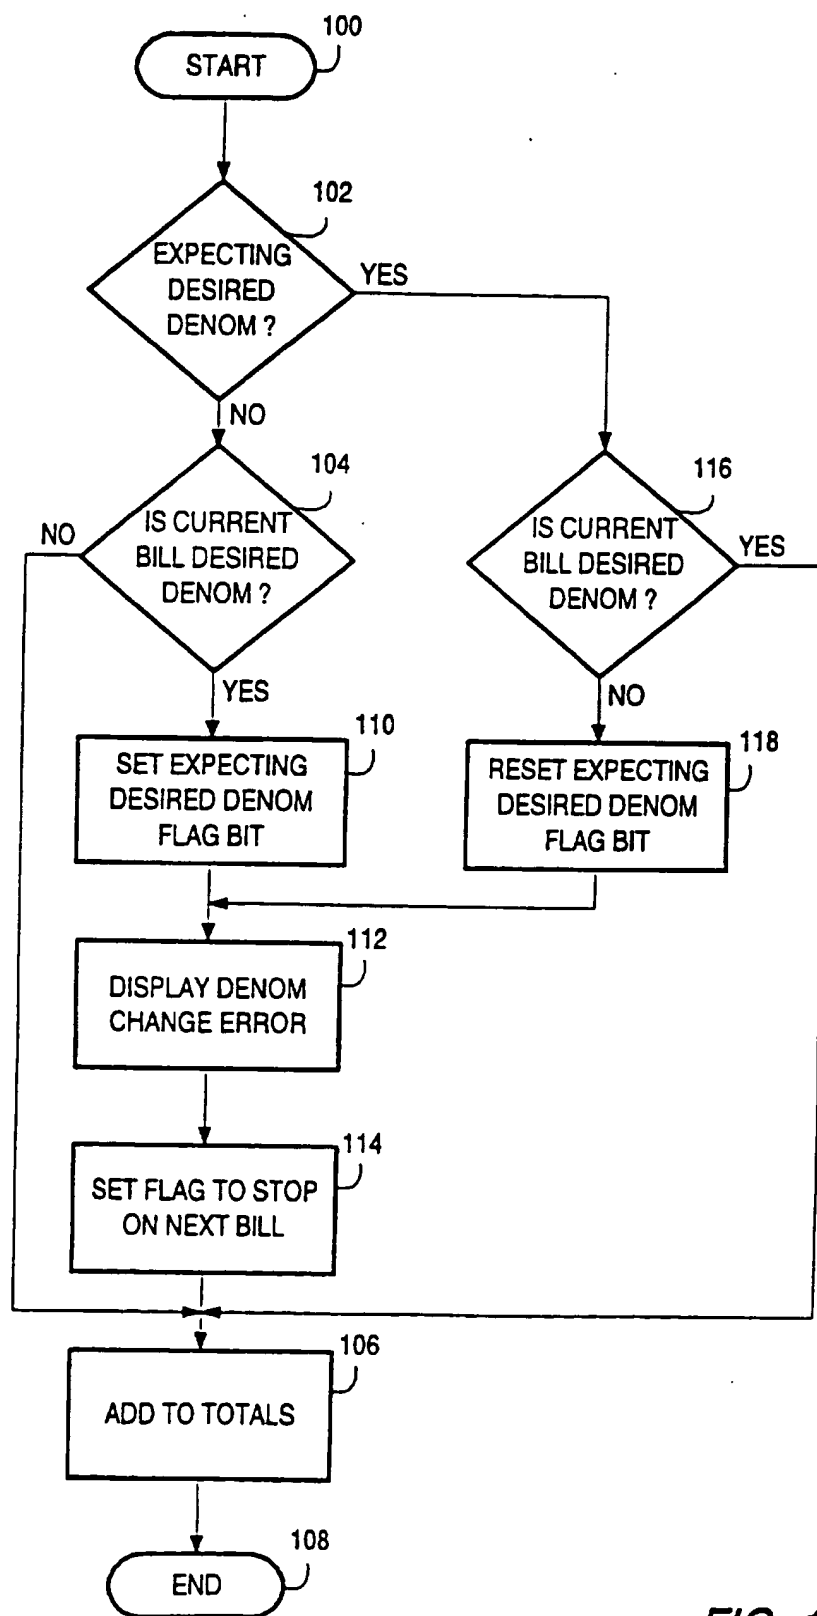 100
START
102
EXPECTING
DESIRED
DENOM ?
YES
NO
104
IS CURRENT
BILL DESIRED
DENOM ?
NO
YES
116
IS CURRENT
BILL DESIRED
DENOM ?
YES
NO
110
SET EXPECTING
DESIRED DENOM
FLAG BIT
118
RESET EXPECTING
DESIRED DENOM
FLAG BIT
112
DISPLAY DENOM
CHANGE ERROR
114
SET FLAG TO STOP
ON NEXT BILL
106
ADD TO TOTALS
108
END